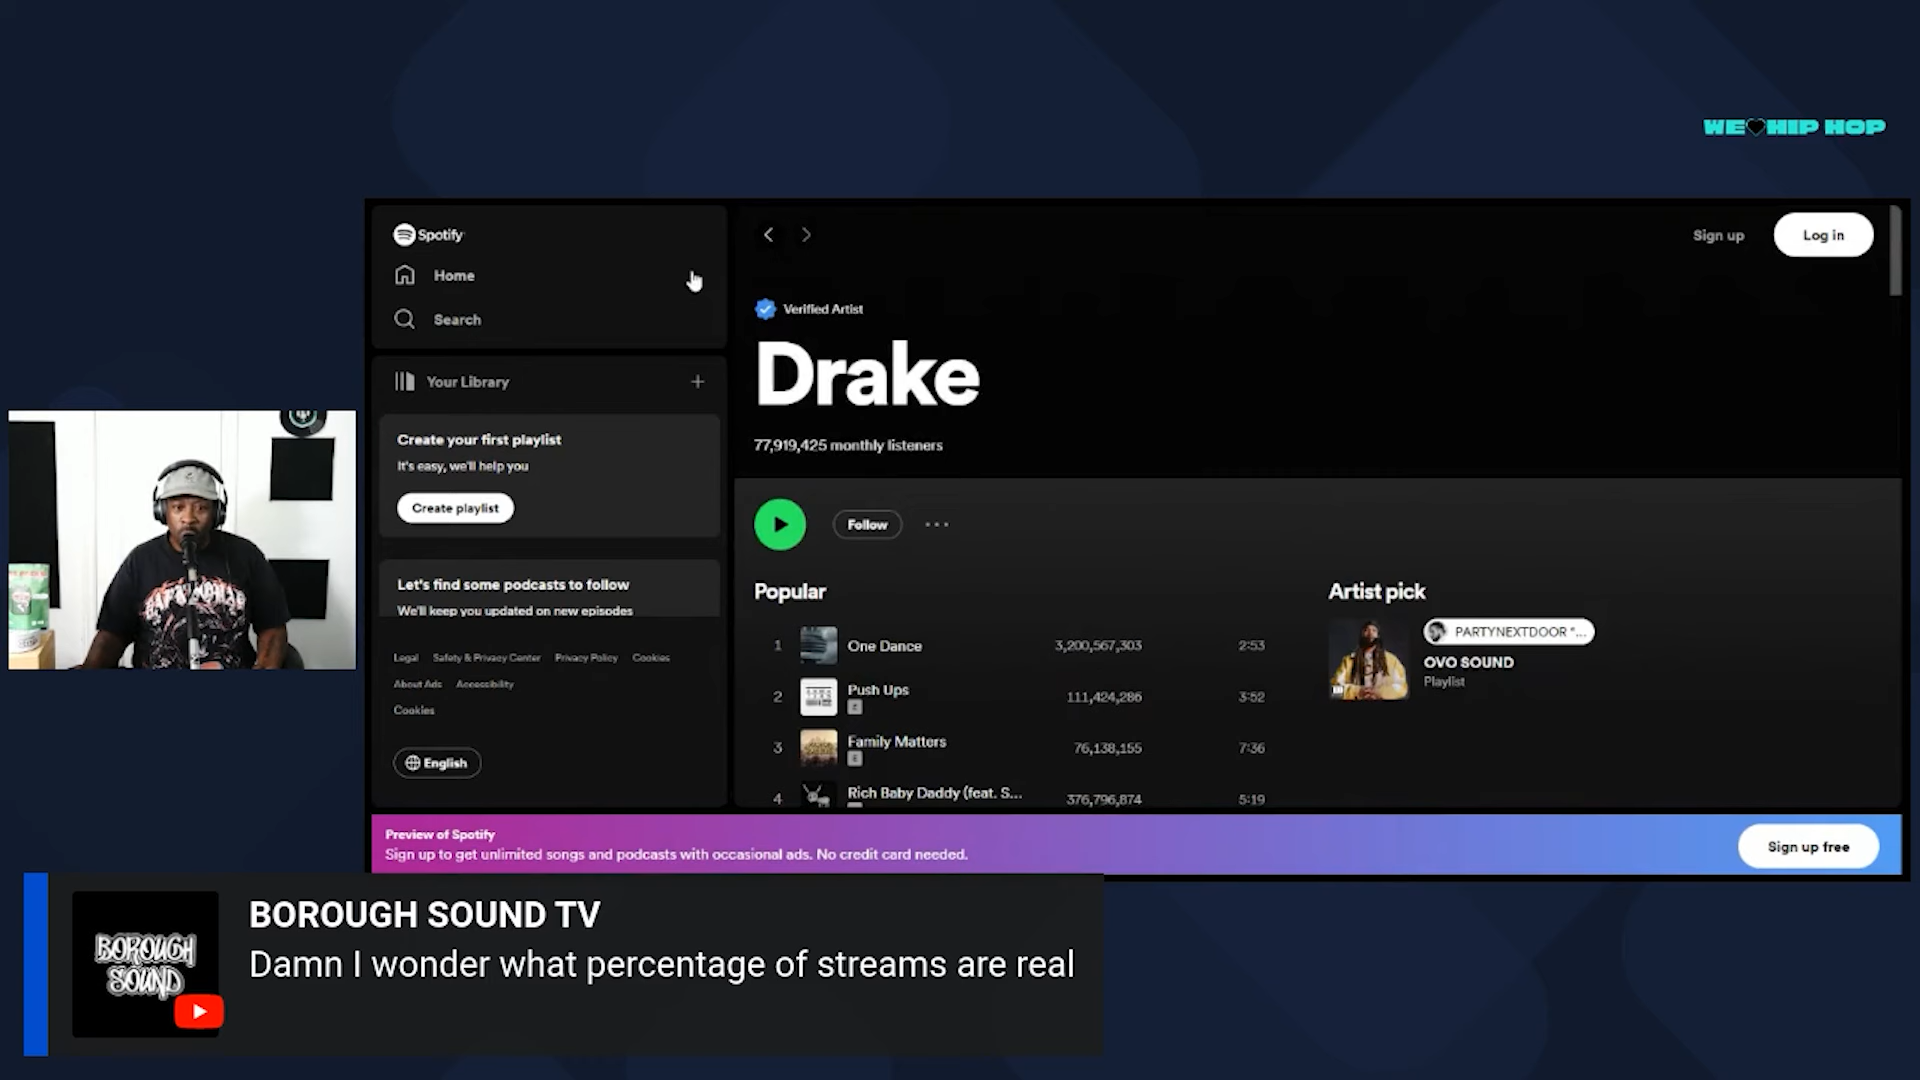 WE HIP HOP
Spotify
Home
Search
Your Library
Create your first playlist
It's easy, we'll help you
Create playlist
Let's find some podcasts to follow
We'll keep you updated on new episodes
Legal Safety & Privacy Center Privacy Policy Cookies
About Ads Accessibility
Cookies
English
Sign up
Log in
Verified Artist
Drake
77,919,425 monthly listeners
Follow
Popular
1 One Dance 3,200,567,303 2:53
2 Push Ups 111,424,286 3:52
E
3 Family Matters 76,138,155 7:36
E
4 Rich Baby Daddy (feat. S... 376,796,874 5:19
Artist pick
PARTYNEXTDOOR "...
OVO SOUND
Playlist
Preview of Spotify
Sign up to get unlimited songs and podcasts with occasional ads. No credit card needed.
Sign up free
BOROUGH SOUND
BOROUGH SOUND TV
Damn I wonder what percentage of streams are real